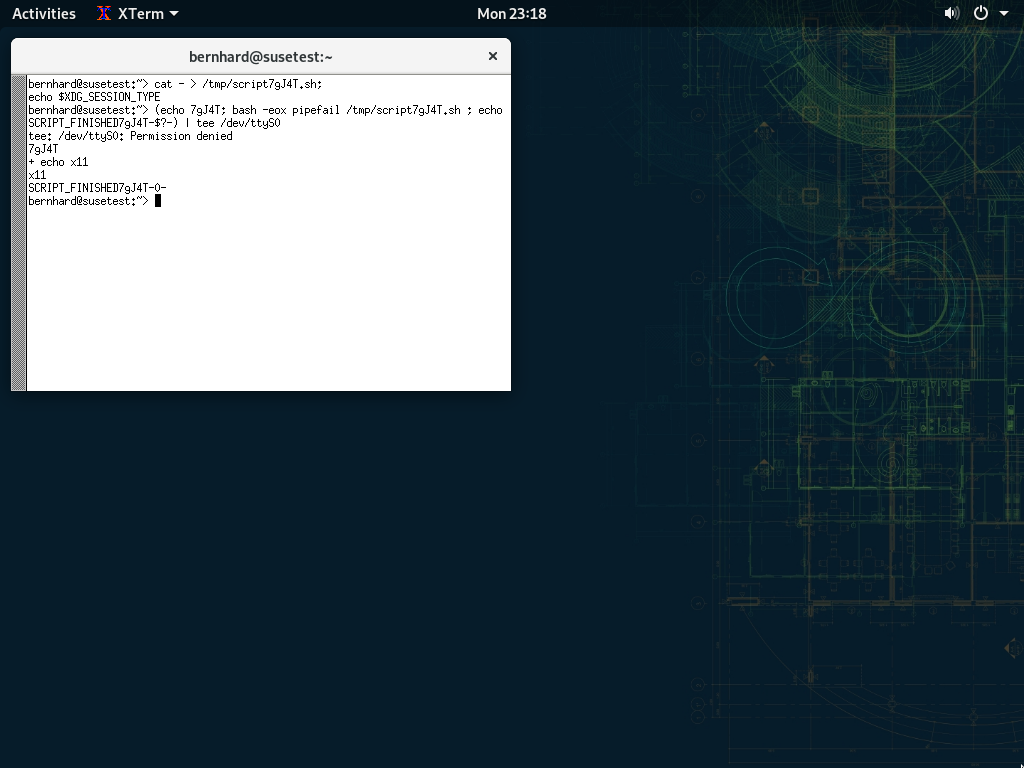 Activities XTerm Mon 23:18
bernhard@susetest:~
bernhard@susetest:~> cat - > /tmp/script7gJ4T.sh;
echo $XDG_SESSION_TYPE
bernhard@susetest:~> (echo 7gJ4T; bash -eox pipefail /tmp/script7gJ4T.sh ; echo
SCRIPT_FINISHED7gJ4T-$?-) | tee /dev/ttyS0
tee: /dev/ttyS0: Permission denied
7gJ4T
+ echo x11
x11
SCRIPT_FINISHED7gJ4T-0-
bernhard@susetest:~>